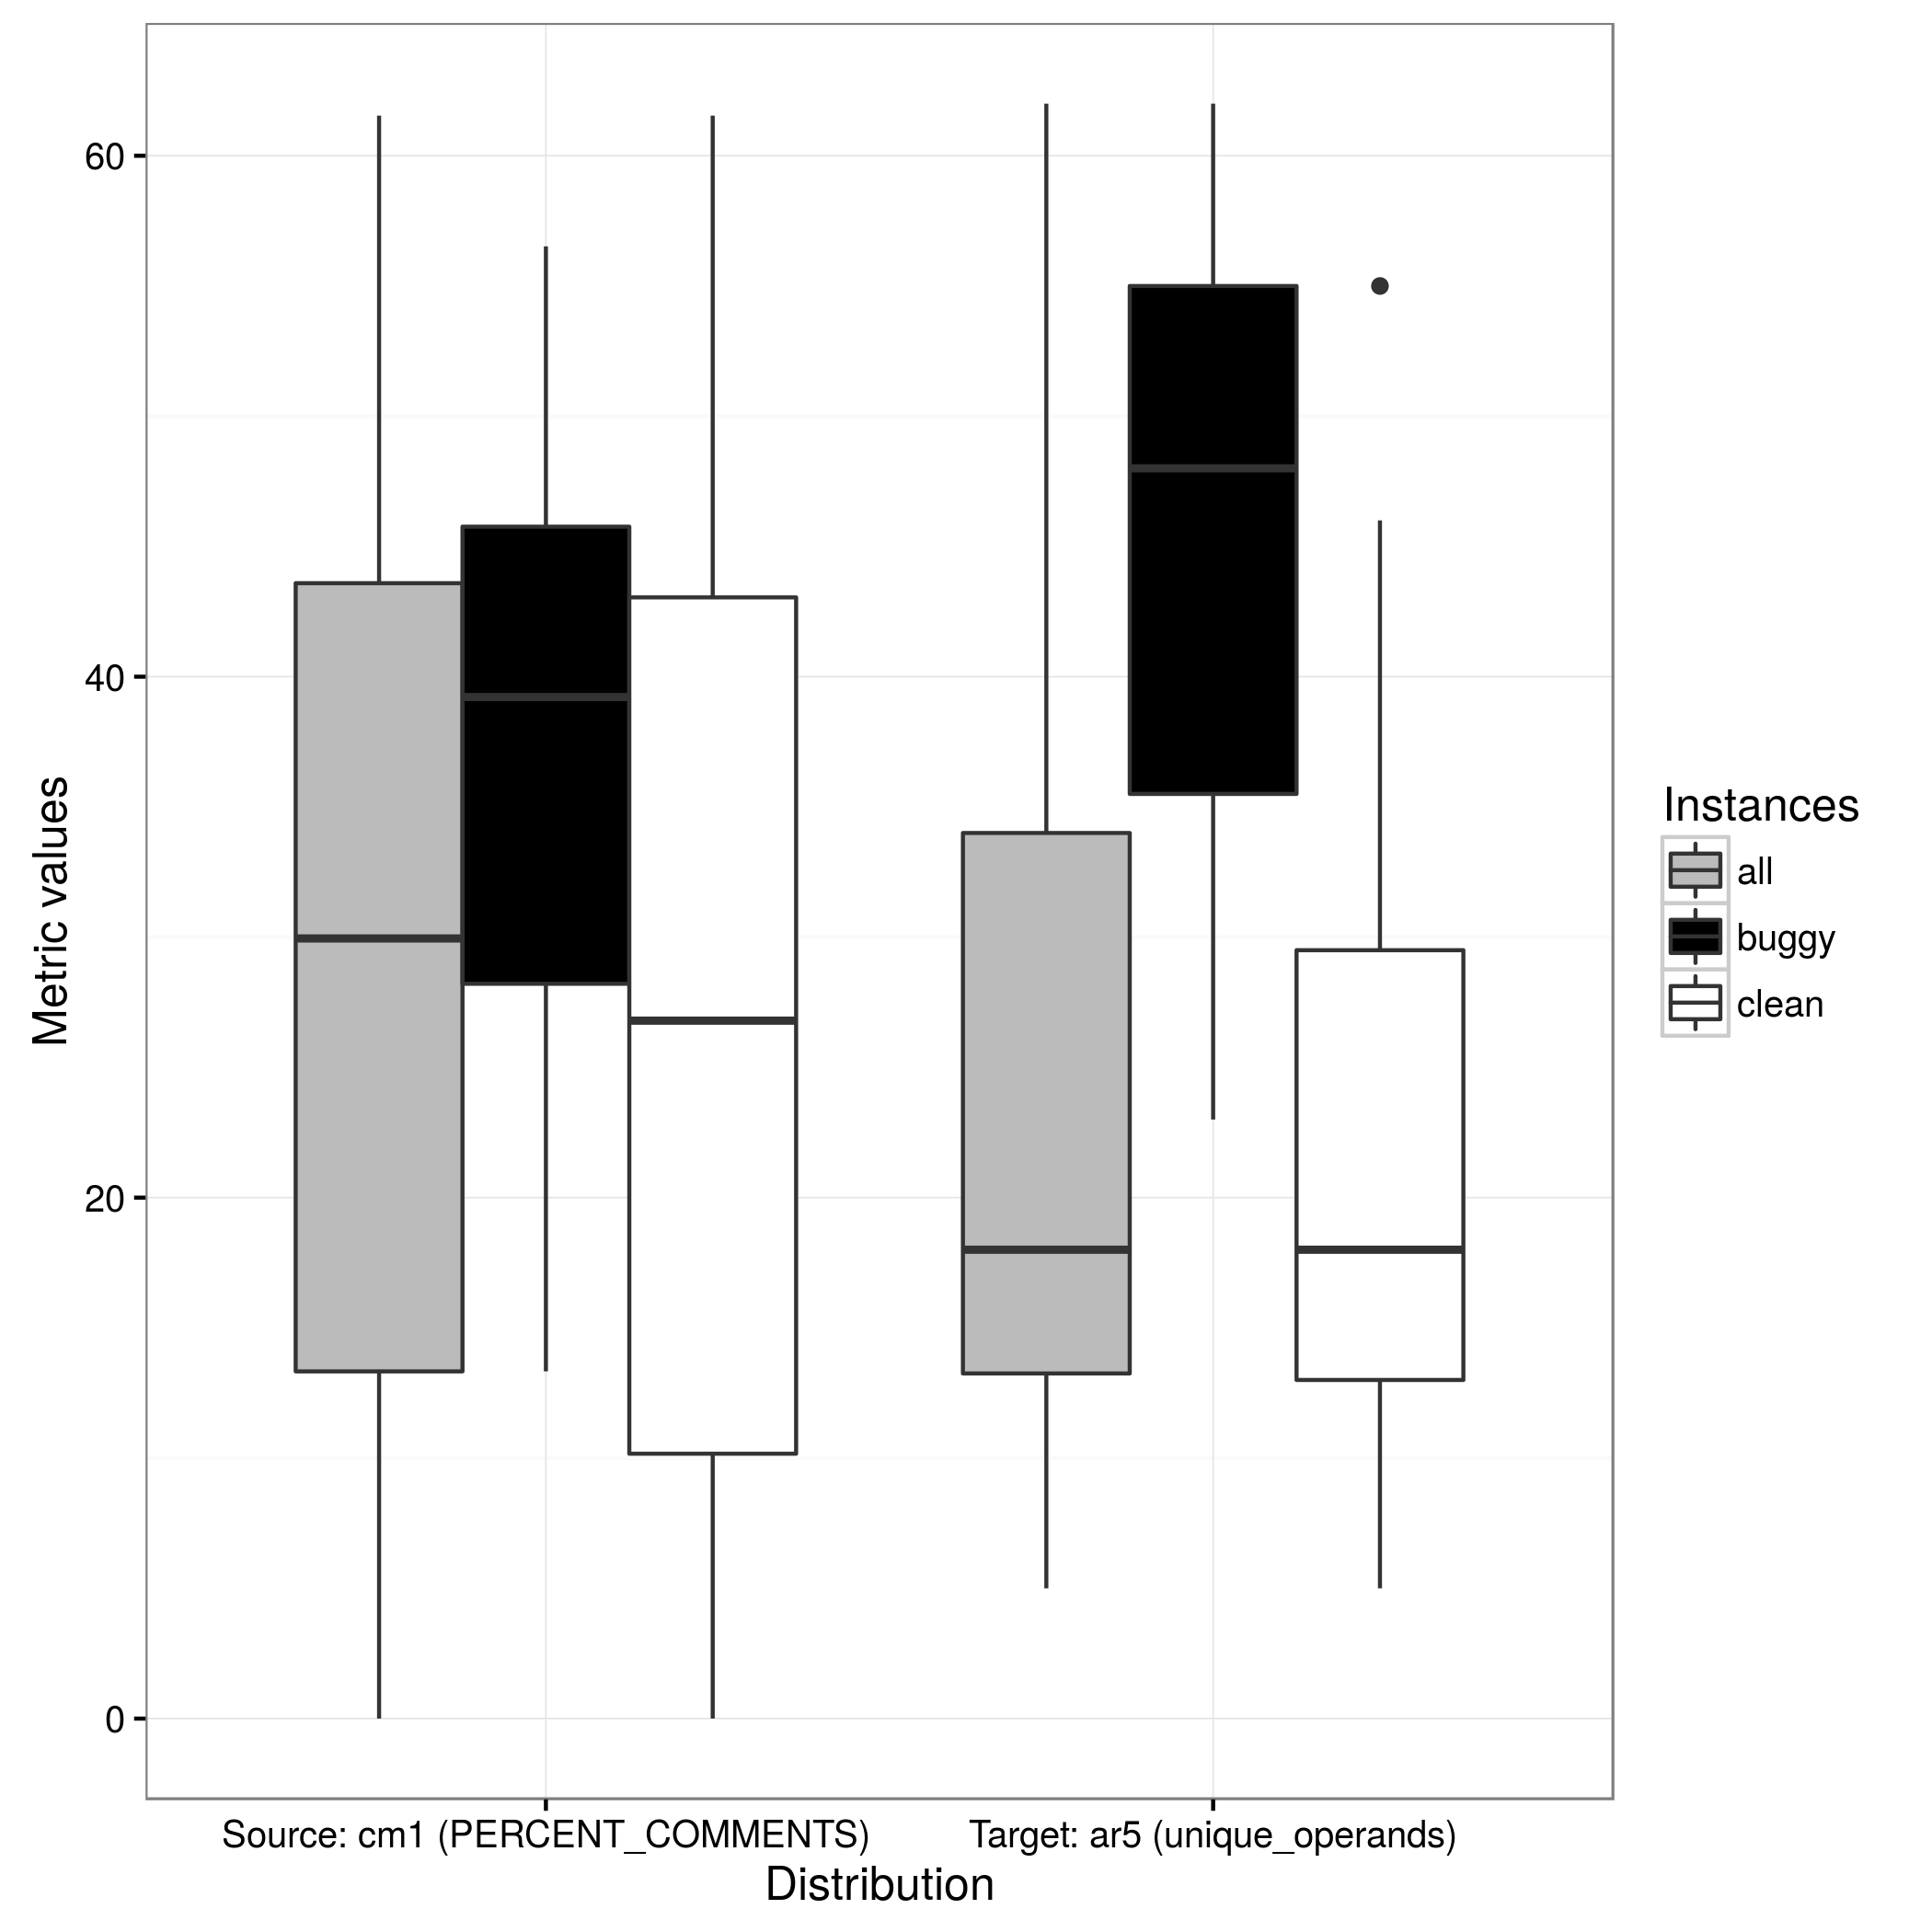 Metric values
60
40
20
0
Source: cm1 (PERCENT_COMMENTS)
Target: ar5 (unique_operands)
Distribution
Instances
all
buggy
clean